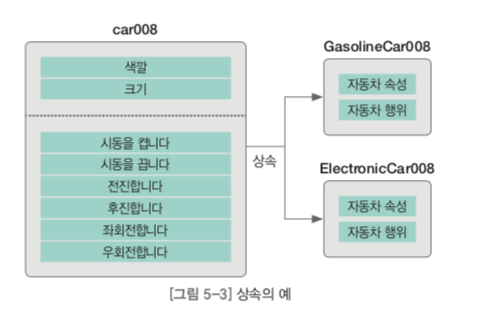 car008
색깔
크기
시동을 켭니다
시동을 끕니다
전진합니다
후진합니다
좌회전합니다
우회전합니다
상속
GasolineCar008
자동차 속성
자동차 행위
ElectronicCar008
자동차 속성
자동차 행위
[그림 5-3] 상속의 예